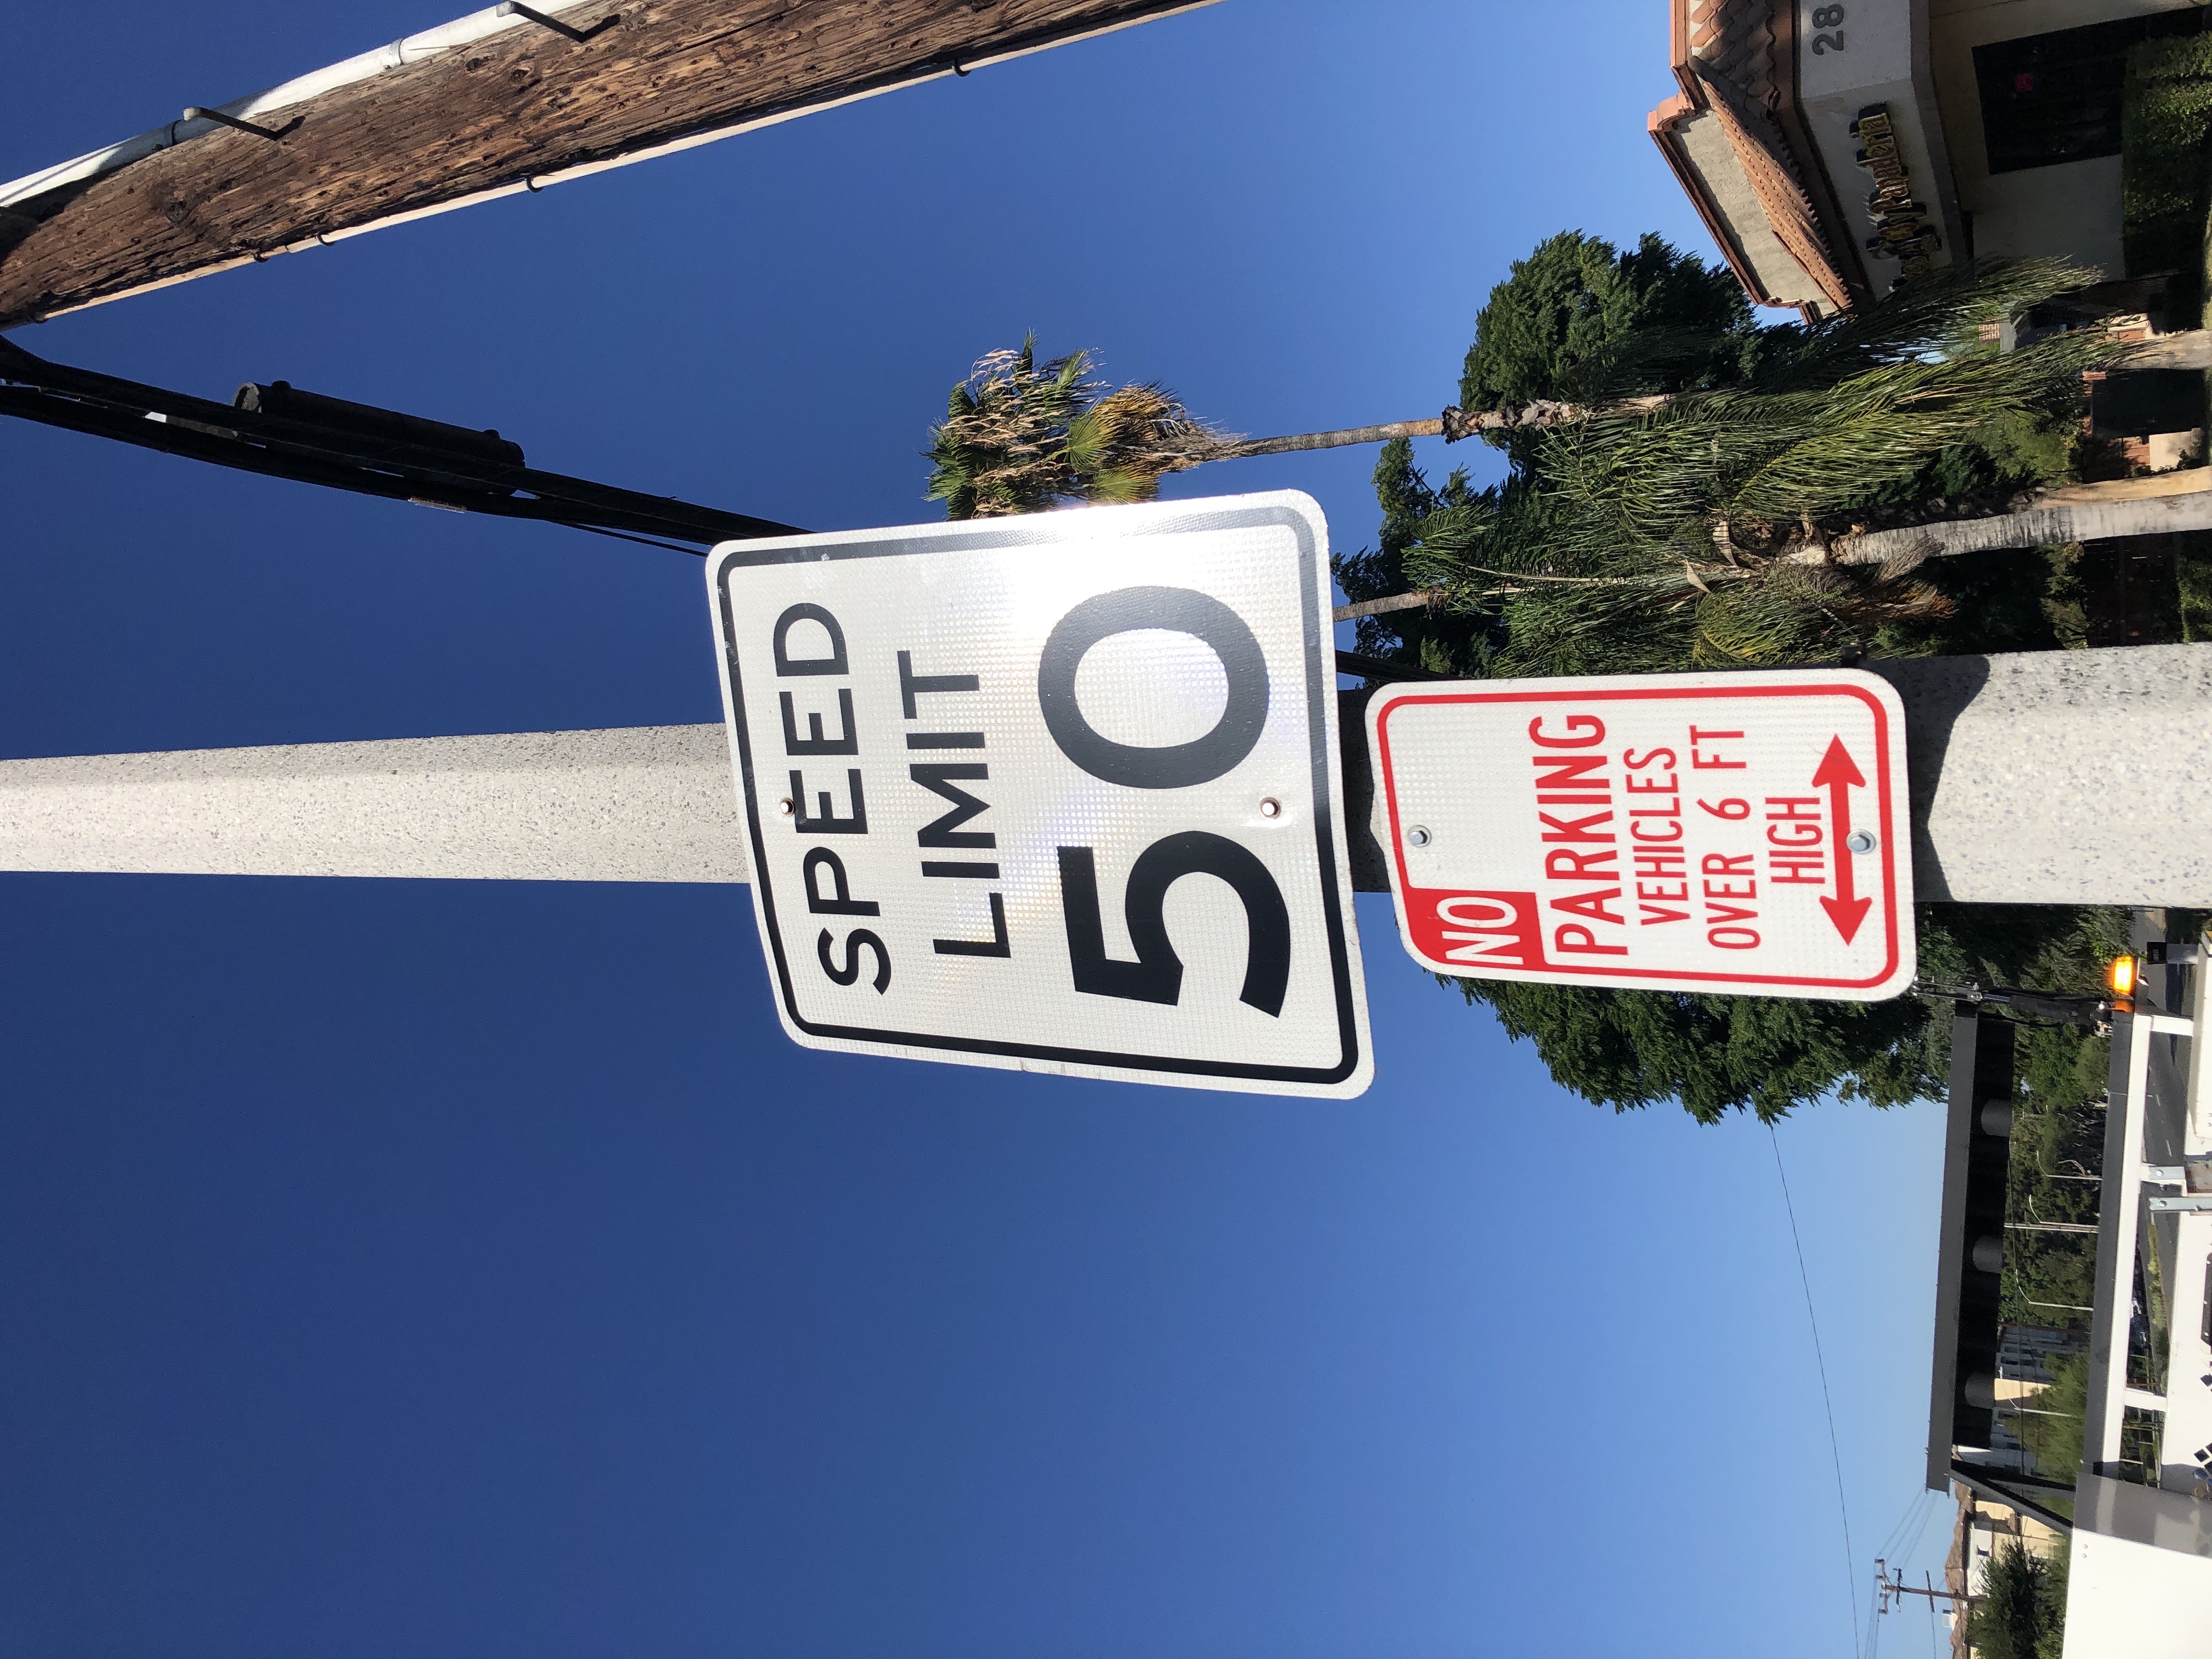 SPEED
LIMIT
50
NO
PARKING
VEHICLES
OVER 6 FT
HIGH
28